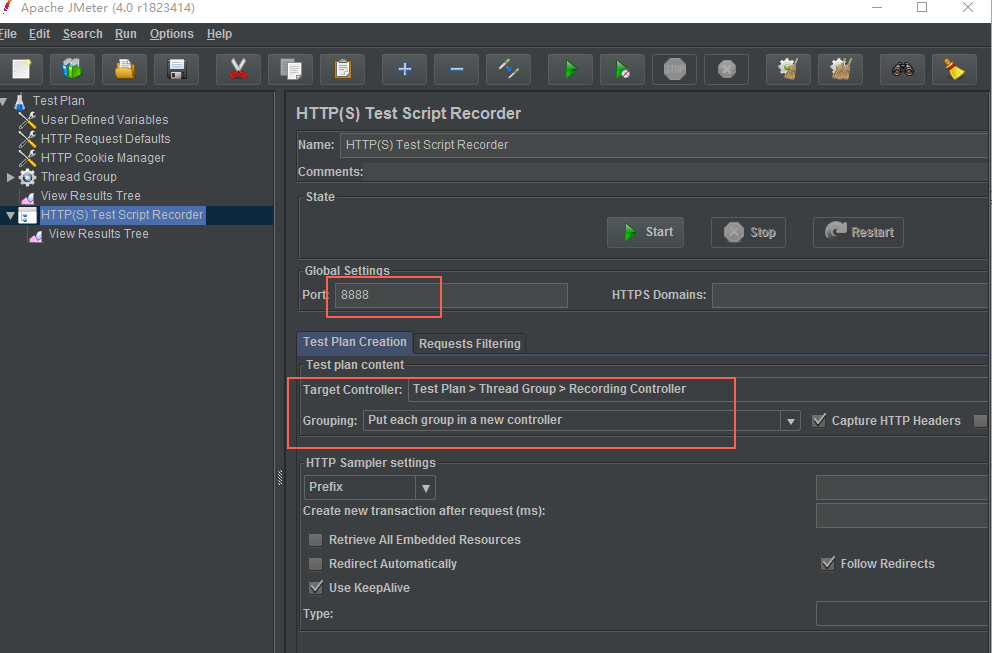 Apache JMeter (4.0 r1823414)
File Edit Search Run Options Help
STOP
Test Plan
User Defined Variables
HTTP Request Defaults
HTTP Cookie Manager
Thread Group
View Results Tree
HTTP(S) Test Script Recorder
View Results Tree
HTTP(S) Test Script Recorder
Name: HTTP(S) Test Script Recorder
Comments:
State
Start Stop Restart
Global Settings
Port: 8888 HTTPS Domains:
Test Plan Creation Requests Filtering
Test plan content
Target Controller: Test Plan > Thread Group > Recording Controller
Grouping: Put each group in a new controller Capture HTTP Headers
HTTP Sampler settings
Prefix
Create new transaction after request (ms):
Retrieve All Embedded Resources
Redirect Automatically Follow Redirects
Use KeepAlive
Type: